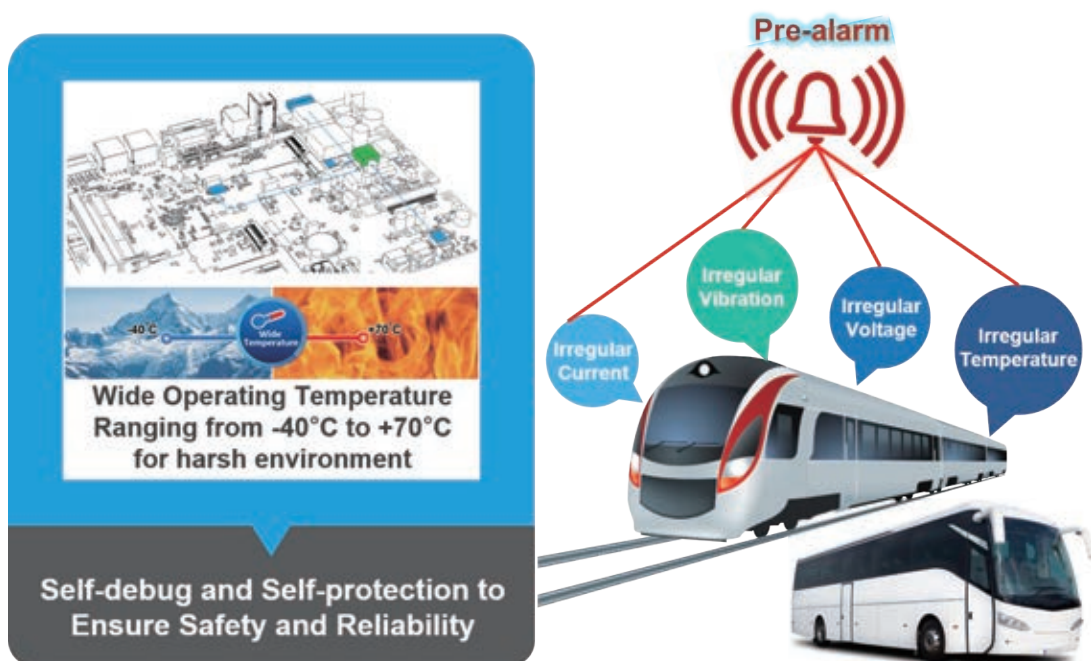 -40°C
Wide
Temperature
+70°C
Wide Operating Temperature
Ranging from -40°C to +70°C
for harsh environment
Self-debug and Self-protection to
Ensure Safety and Reliability
Pre-alarm
Irregular
Current
Irregular
Vibration
Irregular
Voltage
Irregular
Temperature